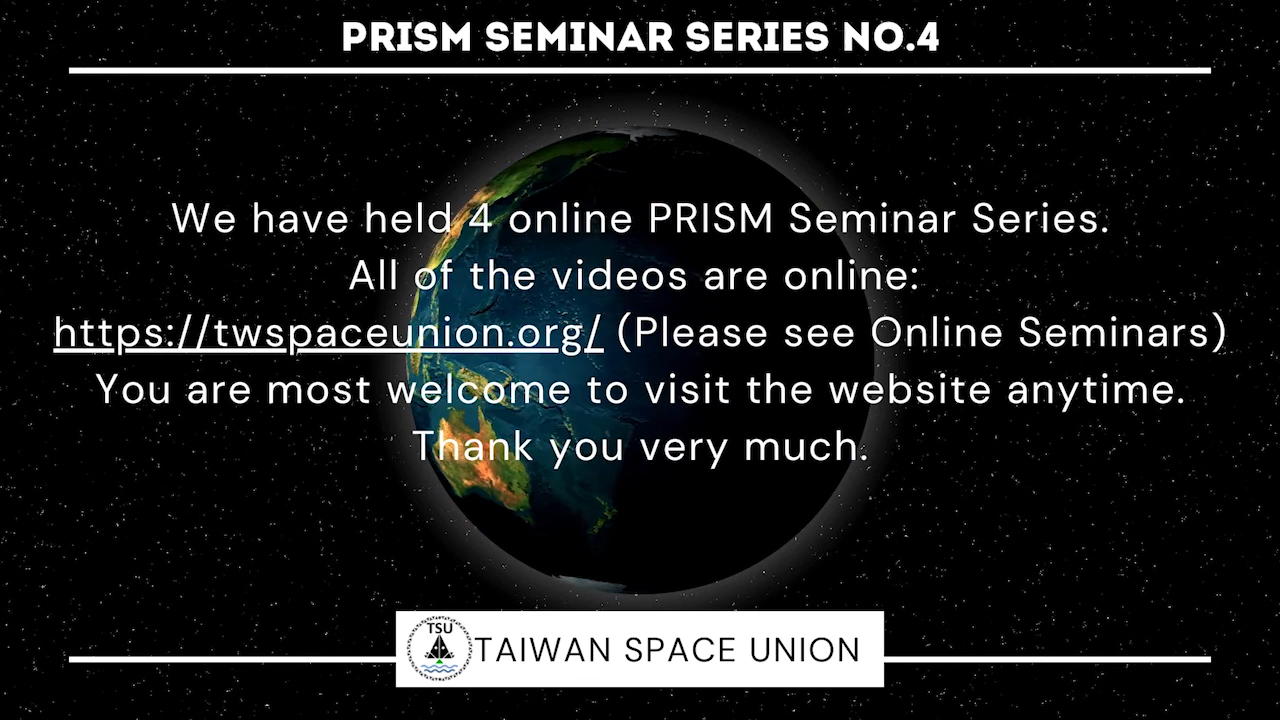 PRISM SEMINAR SERIES NO.4
We have held 4 online PRISM Seminar Series.
All of the videos are online:
https://twspaceunion.org/ (Please see Online Seminars)
You are most welcome to visit the website anytime.
Thank you very much.
TSU
TAIWAN SPACE UNION